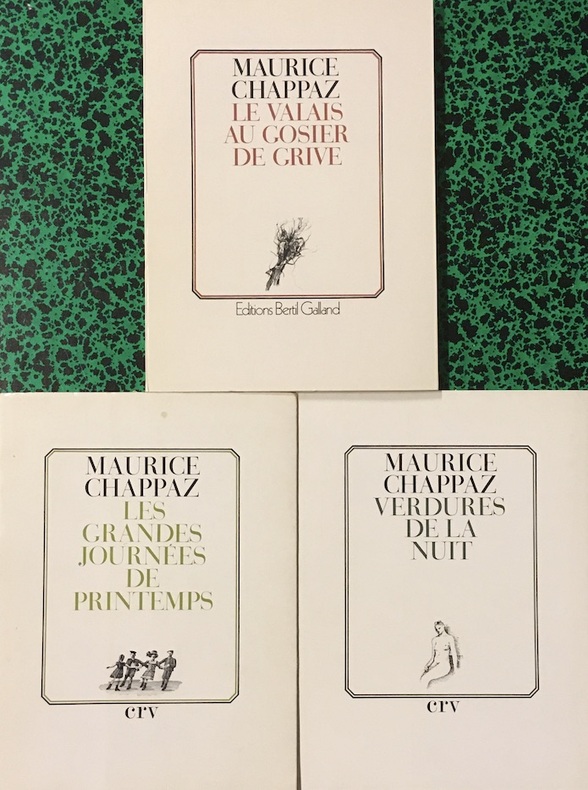 MAURICE
CHAPPAZ
LE VALAIS
AU GOSIER
DE GRIVE
Editions Bertil Galland
MAURICE
CHAPPAZ
LES
GRANDES
JOURNÉES
DE
PRINTEMPS
crv
MAURICE
CHAPPAZ
VERDURES
DE LA
NUIT
crv